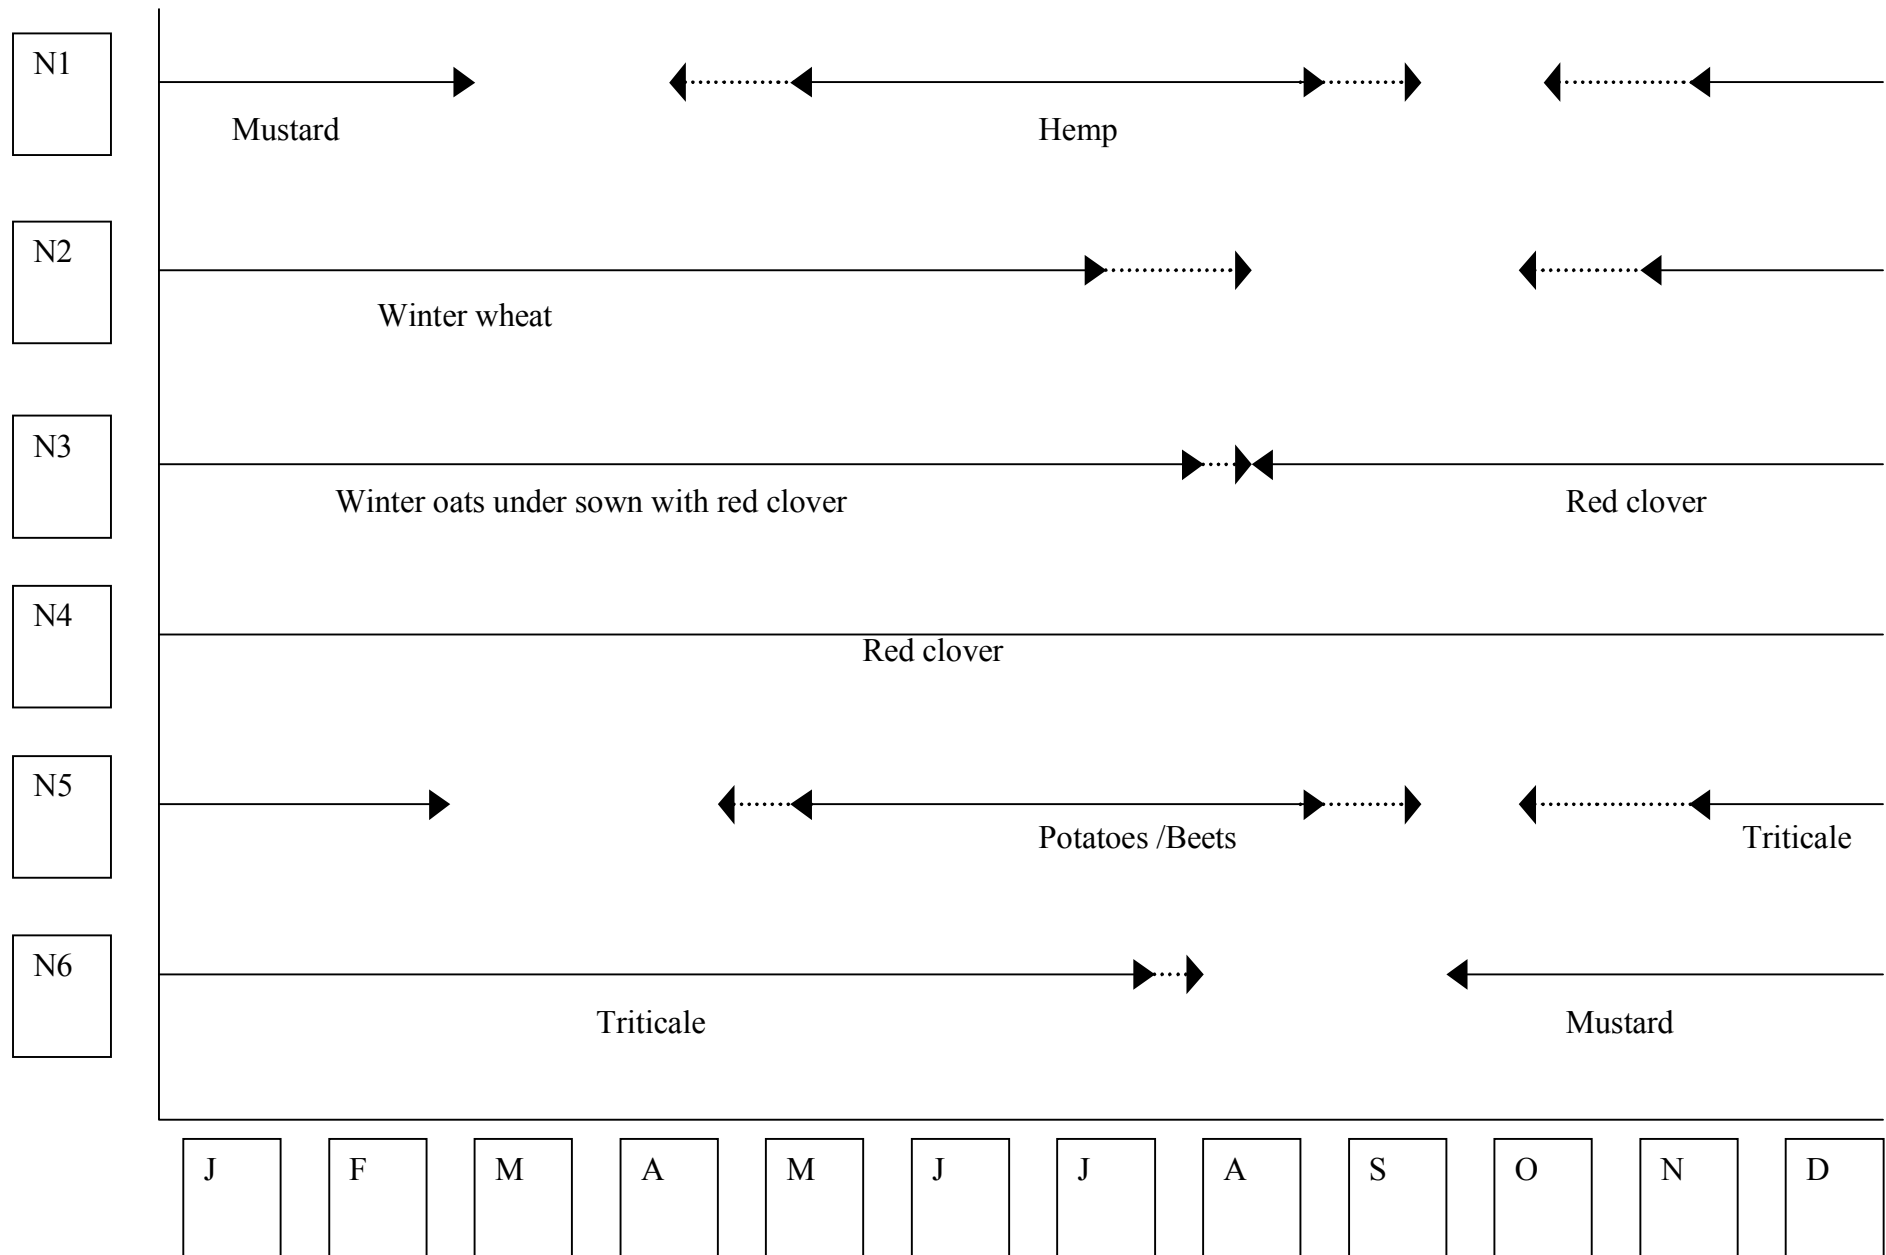 N1
Mustard Hemp
N2
Winter wheat
N3
Winter oats under sown with red clover Red clover
N4
Red clover
N5
Potatoes /Beets Triticale
N6
Triticale Mustard
J F M A M J J A S O N D